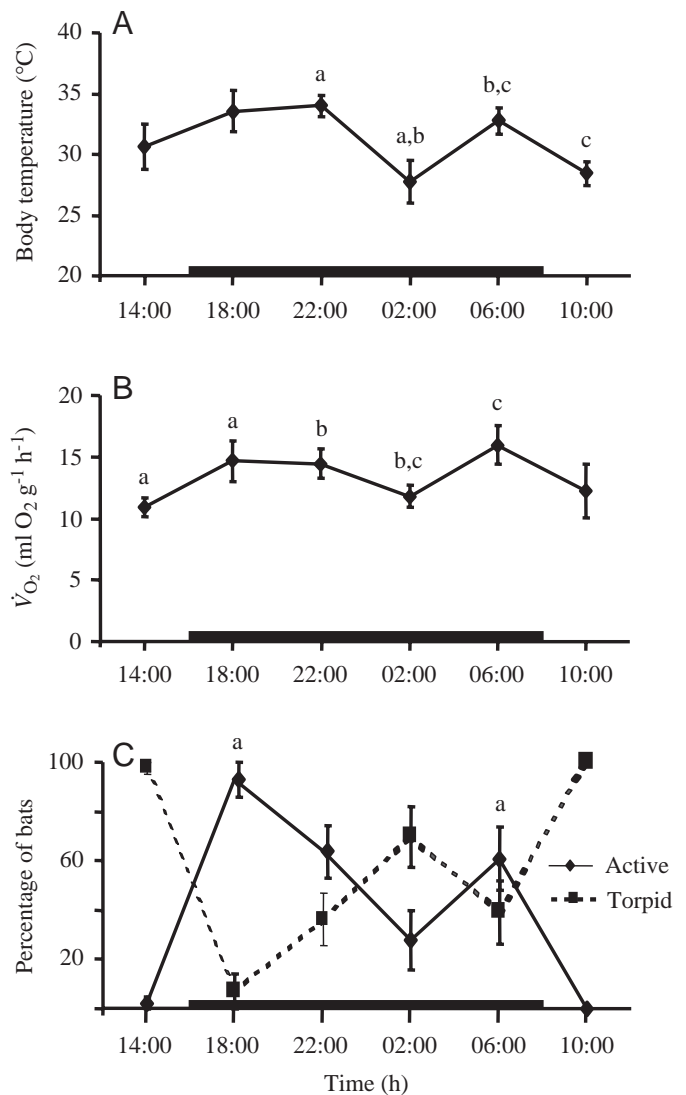 A
Body temperature (°C)
40
35
30
25
20
a
a,b
b,c
c
14:00 18:00 22:00 02:00 06:00 10:00
B
V̇O2 (ml O2 g-1 h-1)
20
15
10
5
0
a
a
b
b,c
c
14:00 18:00 22:00 02:00 06:00 10:00
C
Percentage of bats
100
60
20
a
a
Active
Torpid
14:00 18:00 22:00 02:00 06:00 10:00
Time (h)